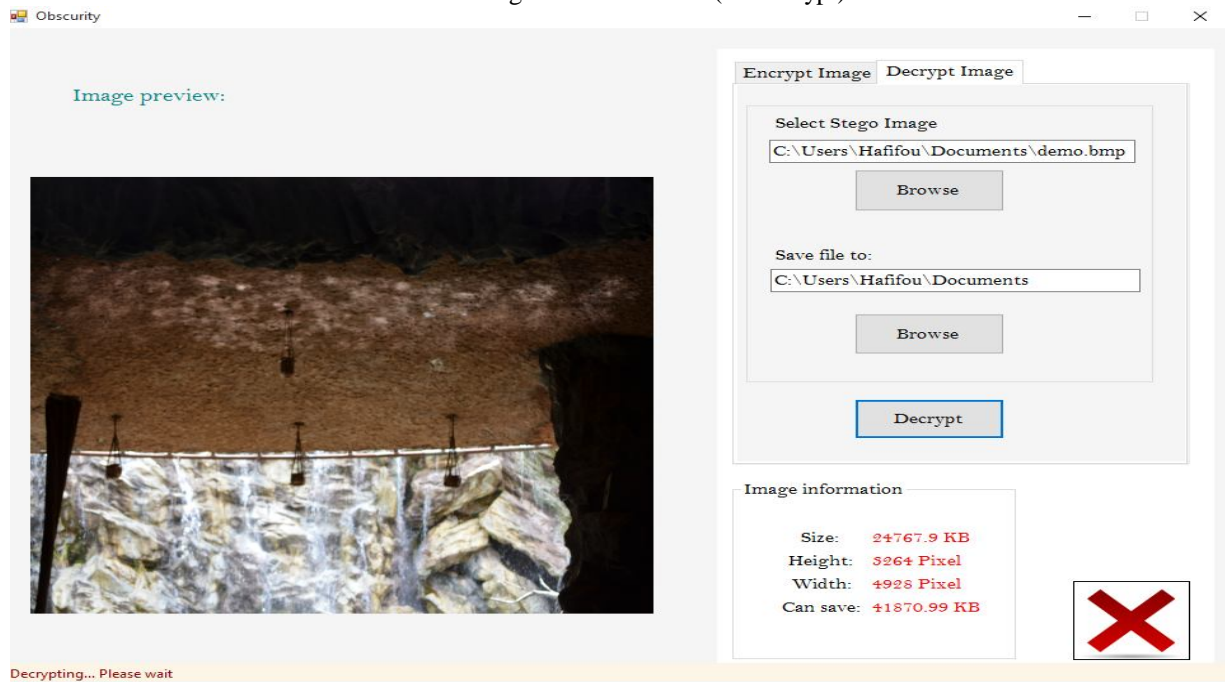 Obscurity
Image preview:
Encrypt Image Decrypt Image
Select Stego Image
C:\Users\Hafifou\Documents\demo.bmp
Browse
Save file to:
C:\Users\Hafifou\Documents
Browse
Decrypt
Image information
Size: 24767.9 KB
Height: 3264 Pixel
Width: 4928 Pixel
Can save: 41870.99 KB
Decrypting... Please wait